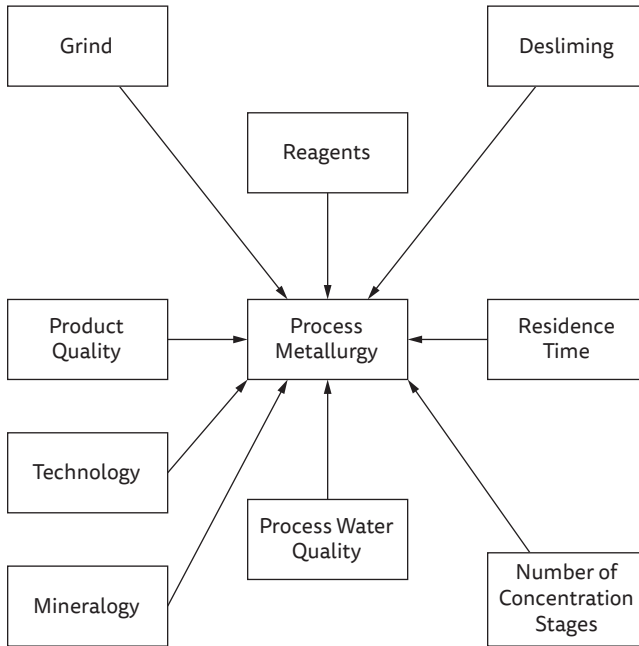 Grind
Desliming
Reagents
Product
Quality
Process
Metallurgy
Residence
Time
Technology
Process Water
Quality
Mineralogy
Number of
Concentration
Stages